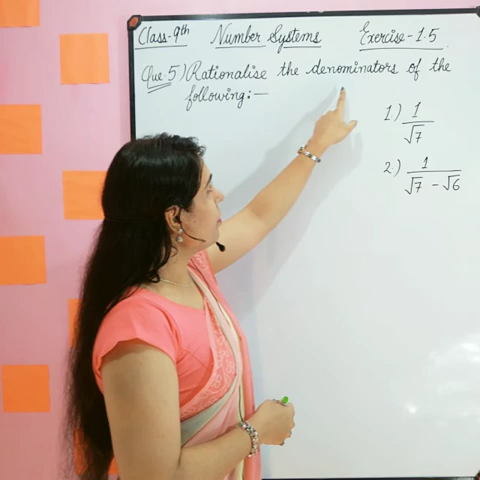 Class-9th Number Systems Exercise-1.5
Que:5) Rationalise the denominators of the
following:—
1) 1/√7
2) 1/(√7 - √6)